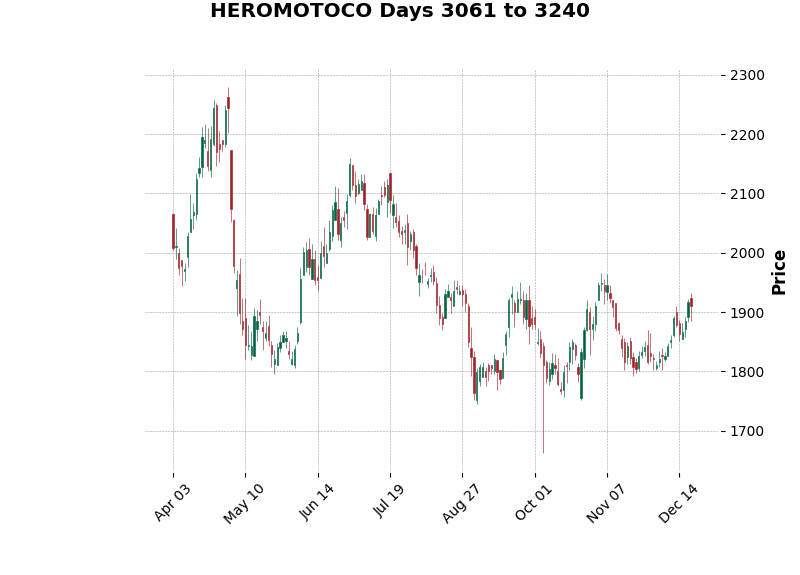 HEROMOTOCO Days 3061 to 3240
2300
2200
2100
2000
1900
1800
1700
Price
Apr 03
May 10
Jun 14
Jul 19
Aug 27
Oct 01
Nov 07
Dec 14